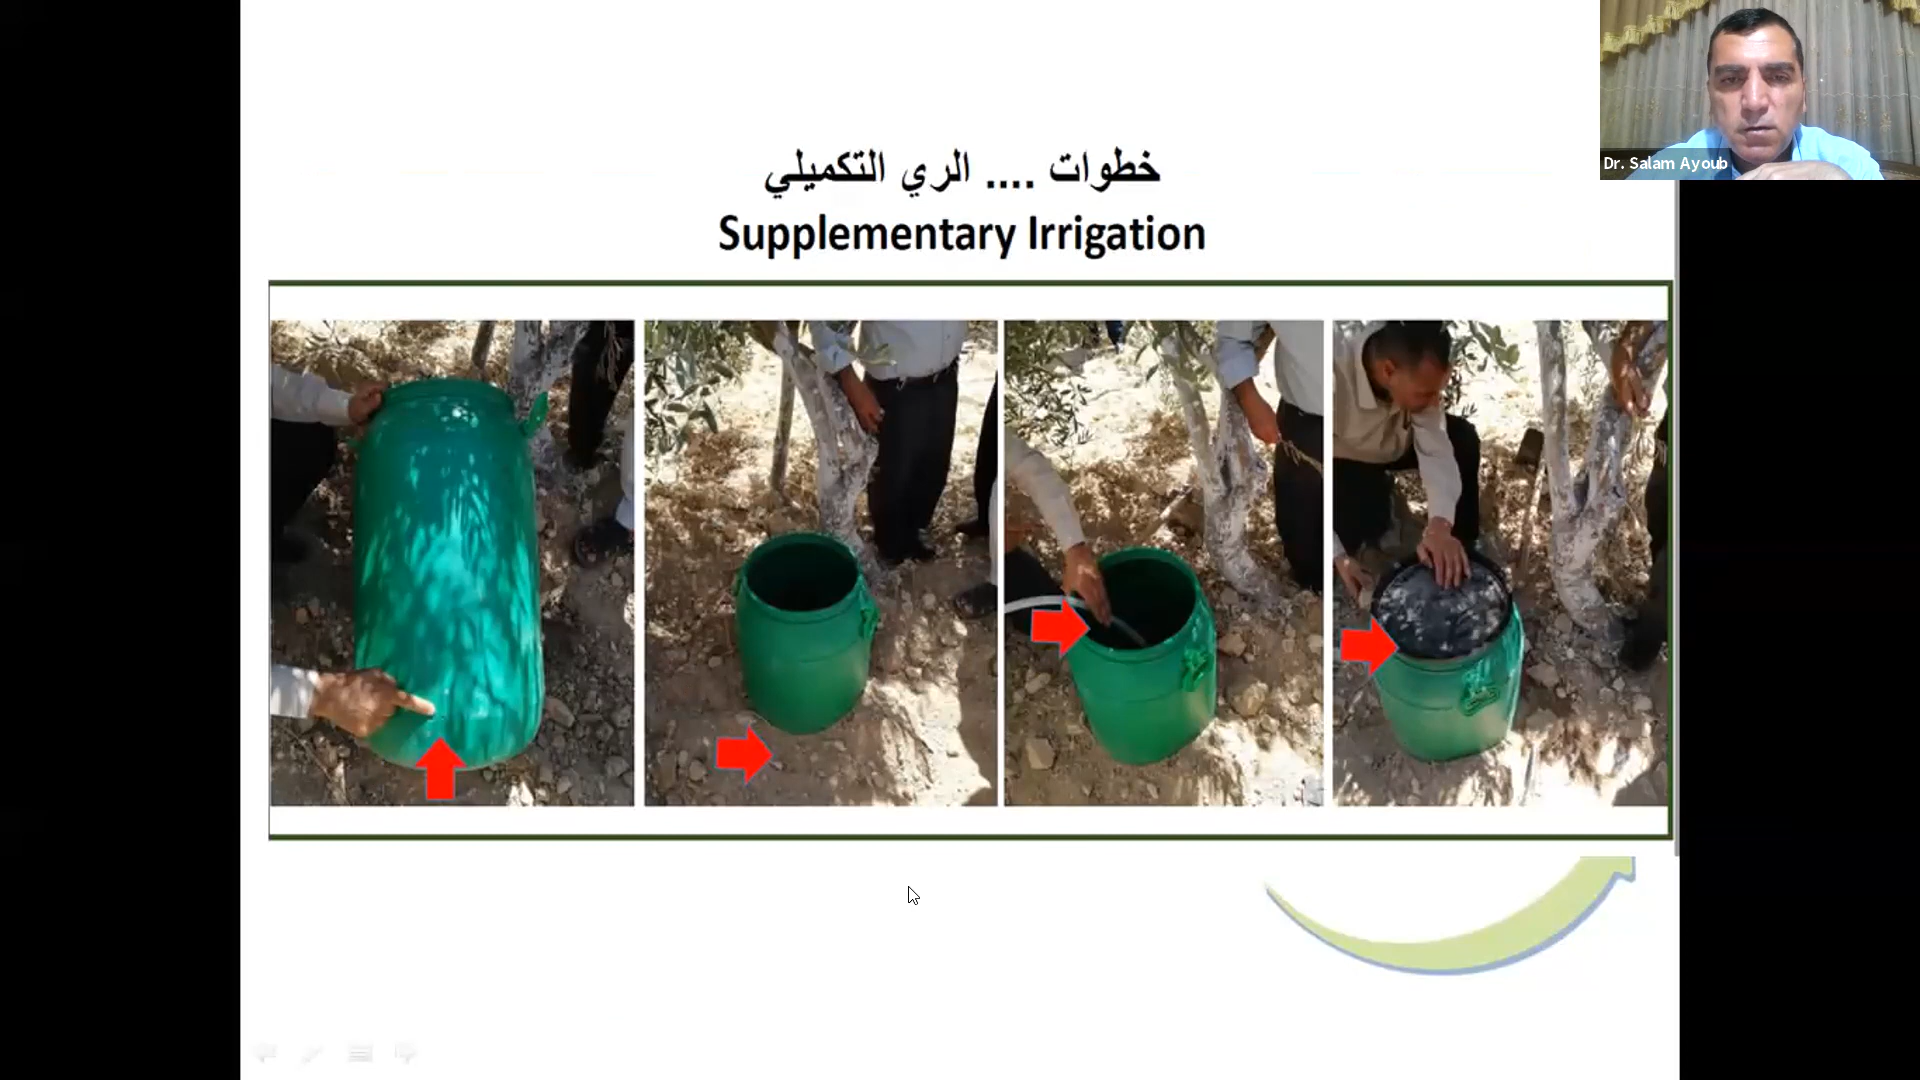 خطوات .... الري التكميلي
Supplementary Irrigation
Dr. Salam Ayoub